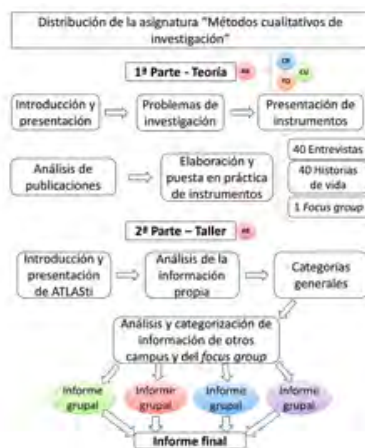 Distribución de la asignatura "Métodos cualitativos de
investigación"
1ª Parte - Teoría
CU
Introducción y
presentación
Problemas de
investigación
Presentación de
instrumentos
Análisis de
publicaciones
Elaboración y
puesta en práctica
de instrumentos
40 Entrevistas
40 Historias
de vida
1 Focus group
2ª Parte – Taller
Introducción y
presentación
de ATLASti
Análisis de la
información
propia
Categorías
generales
Análisis y categorización de
información de otros
campus y del focus group
Informe
grupal
Informe
grupal
Informe
grupal
Informe
grupal
Informe final